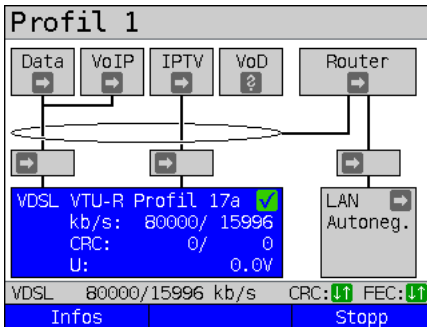 Profil 1
Data VoIP IPTV VoD Router
VDSL VTU-R Profil 17a
kb/s: 80000/ 15996
CRC: 0/ 0
U: 0.0V
LAN
Autoneg.
VDSL 80000/15996 kb/s CRC: FEC:
Infos Stopp